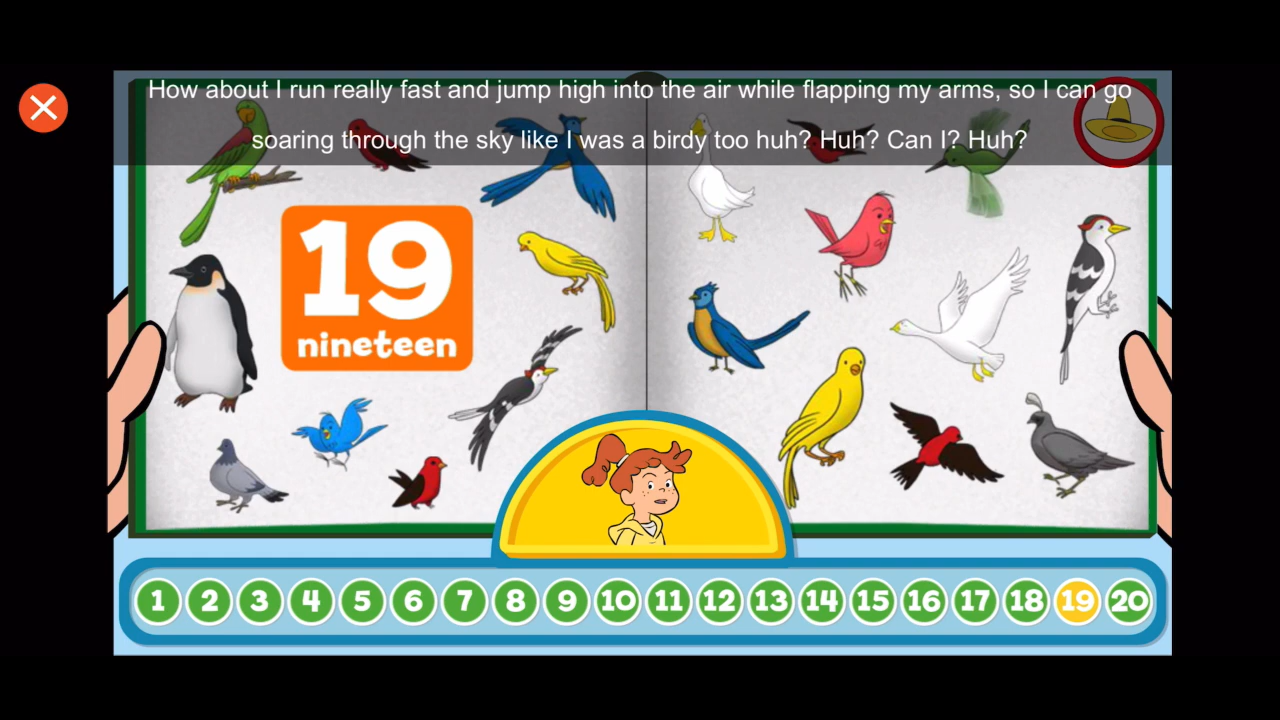 How about I run really fast and jump high into the air while flapping my arms, so I can go
soaring through the sky like I was a birdy too huh? Huh? Can I? Huh?
19
nineteen
1 2 3 4 5 6 7 8 9 10 11 12 13 14 15 16 17 18 19 20